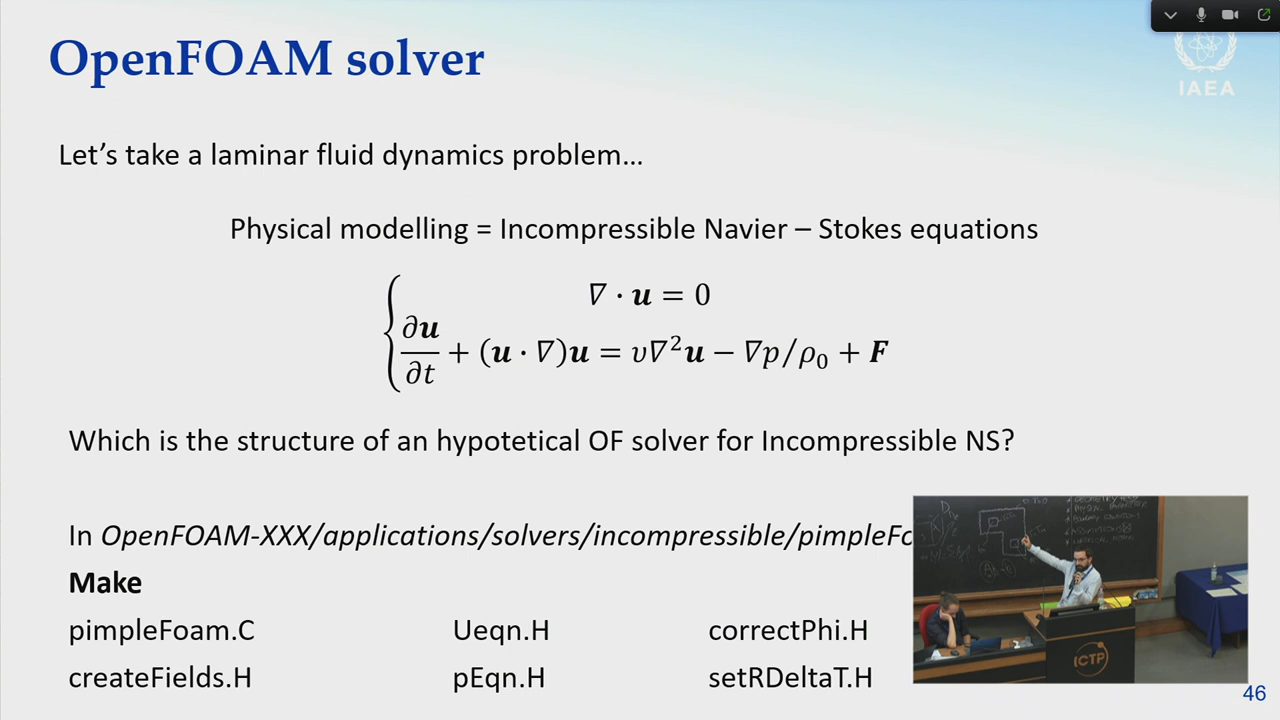 OpenFOAM solver
IAEA
Let's take a laminar fluid dynamics problem…
Physical modelling = Incompressible Navier – Stokes equations
∇ · u = 0
∂u/∂t + (u · ∇)u = υ∇²u − ∇p/ρ₀ + F
Which is the structure of an hypotetical OF solver for Incompressible NS?
In OpenFOAM-XXX/applications/solvers/incompressible/pimpleFo
Make
pimpleFoam.C Ueqn.H correctPhi.H
createFields.H pEqn.H setRDeltaT.H
ICTP
46